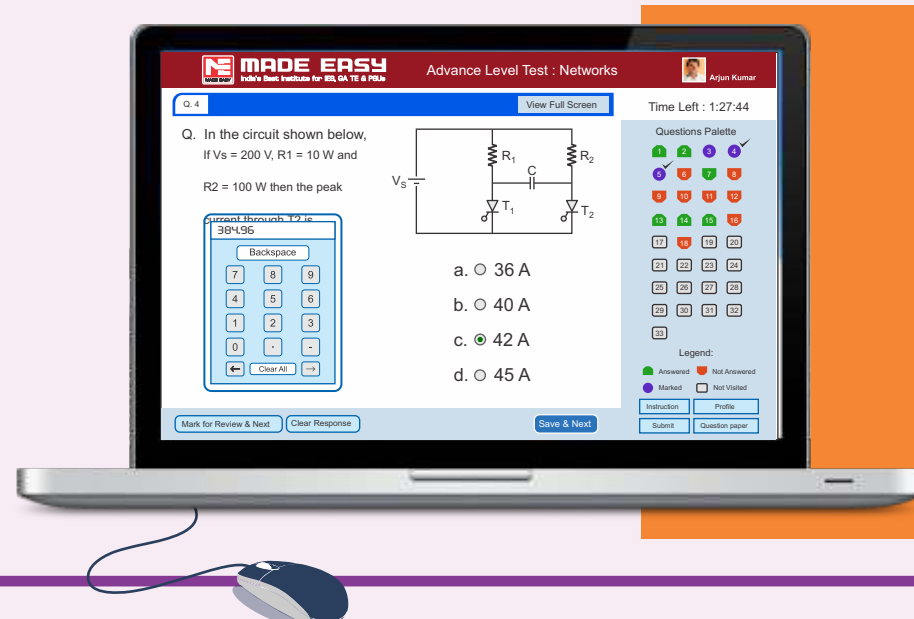 MADE EASY
India's Best Institute for IES, GATE & PSUs
MADE EASY
Advance Level Test : Networks
Arjun Kumar
Q. 4
View Full Screen
Time Left : 1:27:44
Q. In the circuit shown below,
If Vs = 200 V, R1 = 10 W and
R2 = 100 W then the peak
current through T2 is
R1
R2
C
VS
T1
T2
384.96
Backspace
7 8 9
4 5 6
1 2 3
0 · -
← Clear All →
a. 36 A
b. 40 A
c. 42 A
d. 45 A
Mark for Review & Next
Clear Response
Save & Next
Questions Palette
1 2 3 4
5 6 7 8
9 10 11 12
13 14 15 16
17 18 19 20
21 22 23 24
25 26 27 28
29 30 31 32
33
Legend:
Answered Not Answered
Marked Not Visited
Instruction Profile
Submit Question paper